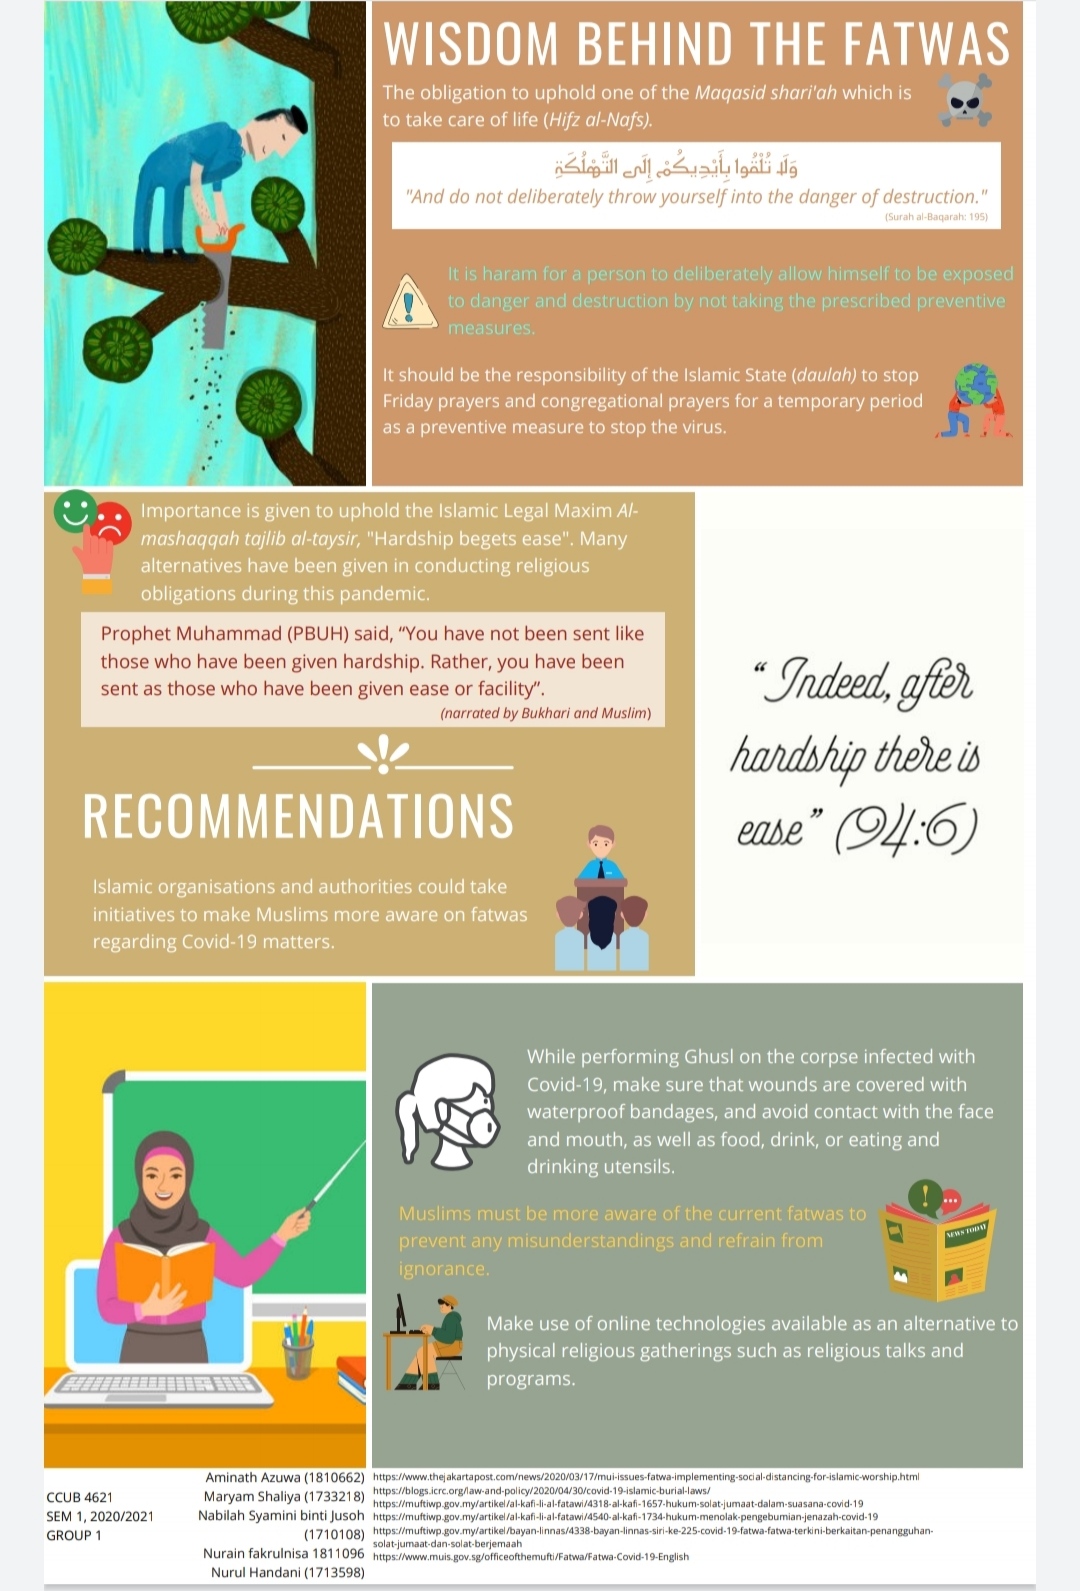 WISDOM BEHIND THE FATWAS
The obligation to uphold one of the Maqasid shari'ah which is
to take care of life (Hifz al-Nafs).
وَلَا تُلْقُوا بِأَيْدِيكُمْ إِلَى التَّهْلُكَةِ
"And do not deliberately throw yourself into the danger of destruction."
(Surah al-Baqarah: 195)
It is haram for a person to deliberately allow himself to be exposed
to danger and destruction by not taking the prescribed preventive
measures.
It should be the responsibility of the Islamic State (daulah) to stop
Friday prayers and congregational prayers for a temporary period
as a preventive measure to stop the virus.
Importance is given to uphold the Islamic Legal Maxim Al-
mashaqqah tajlib al-taysir, "Hardship begets ease". Many
alternatives have been given in conducting religious
obligations during this pandemic.
Prophet Muhammad (PBUH) said, “You have not been sent like
those who have been given hardship. Rather, you have been
sent as those who have been given ease or facility”.
(narrated by Bukhari and Muslim)
“Indeed, after
hardship there is
ease” (94:6)
RECOMMENDATIONS
Islamic organisations and authorities could take
initiatives to make Muslims more aware on fatwas
regarding Covid-19 matters.
While performing Ghusl on the corpse infected with
Covid-19, make sure that wounds are covered with
waterproof bandages, and avoid contact with the face
and mouth, as well as food, drink, or eating and
drinking utensils.
Muslims must be more aware of the current fatwas to
prevent any misunderstandings and refrain from
ignorance.
NEWS TODAY
Make use of online technologies available as an alternative to
physical religious gatherings such as religious talks and
programs.
CCUB 4621
SEM 1, 2020/2021
GROUP 1
Aminath Azuwa (1810662)
Maryam Shaliya (1733218)
Nabilah Syamini binti Jusoh
(1710108)
Nurain fakrulnisa 1811096
Nurul Handani (1713598)
https://www.thejakartapost.com/news/2020/03/17/mui-issues-fatwa-implementing-social-distancing-for-islamic-worship.html
https://blogs.icrc.org/law-and-policy/2020/04/30/covid-19-islamic-burial-laws/
https://muftiwp.gov.my/artikel/al-kafi-li-al-fatawi/4318-al-kafi-1657-hukum-solat-jumaat-dalam-suasana-covid-19
https://muftiwp.gov.my/artikel/al-kafi-li-al-fatawi/4540-al-kafi-1734-hukum-menolak-pengebumian-jenazah-covid-19
https://muftiwp.gov.my/artikel/bayan-linnas/4338-bayan-linnas-siri-ke-225-covid-19-fatwa-fatwa-terkini-berkaitan-penangguhan-
solat-jumaat-dan-solat-berjemaah
https://www.muis.gov.sg/officeofthemufti/Fatwa/Fatwa-Covid-19-English